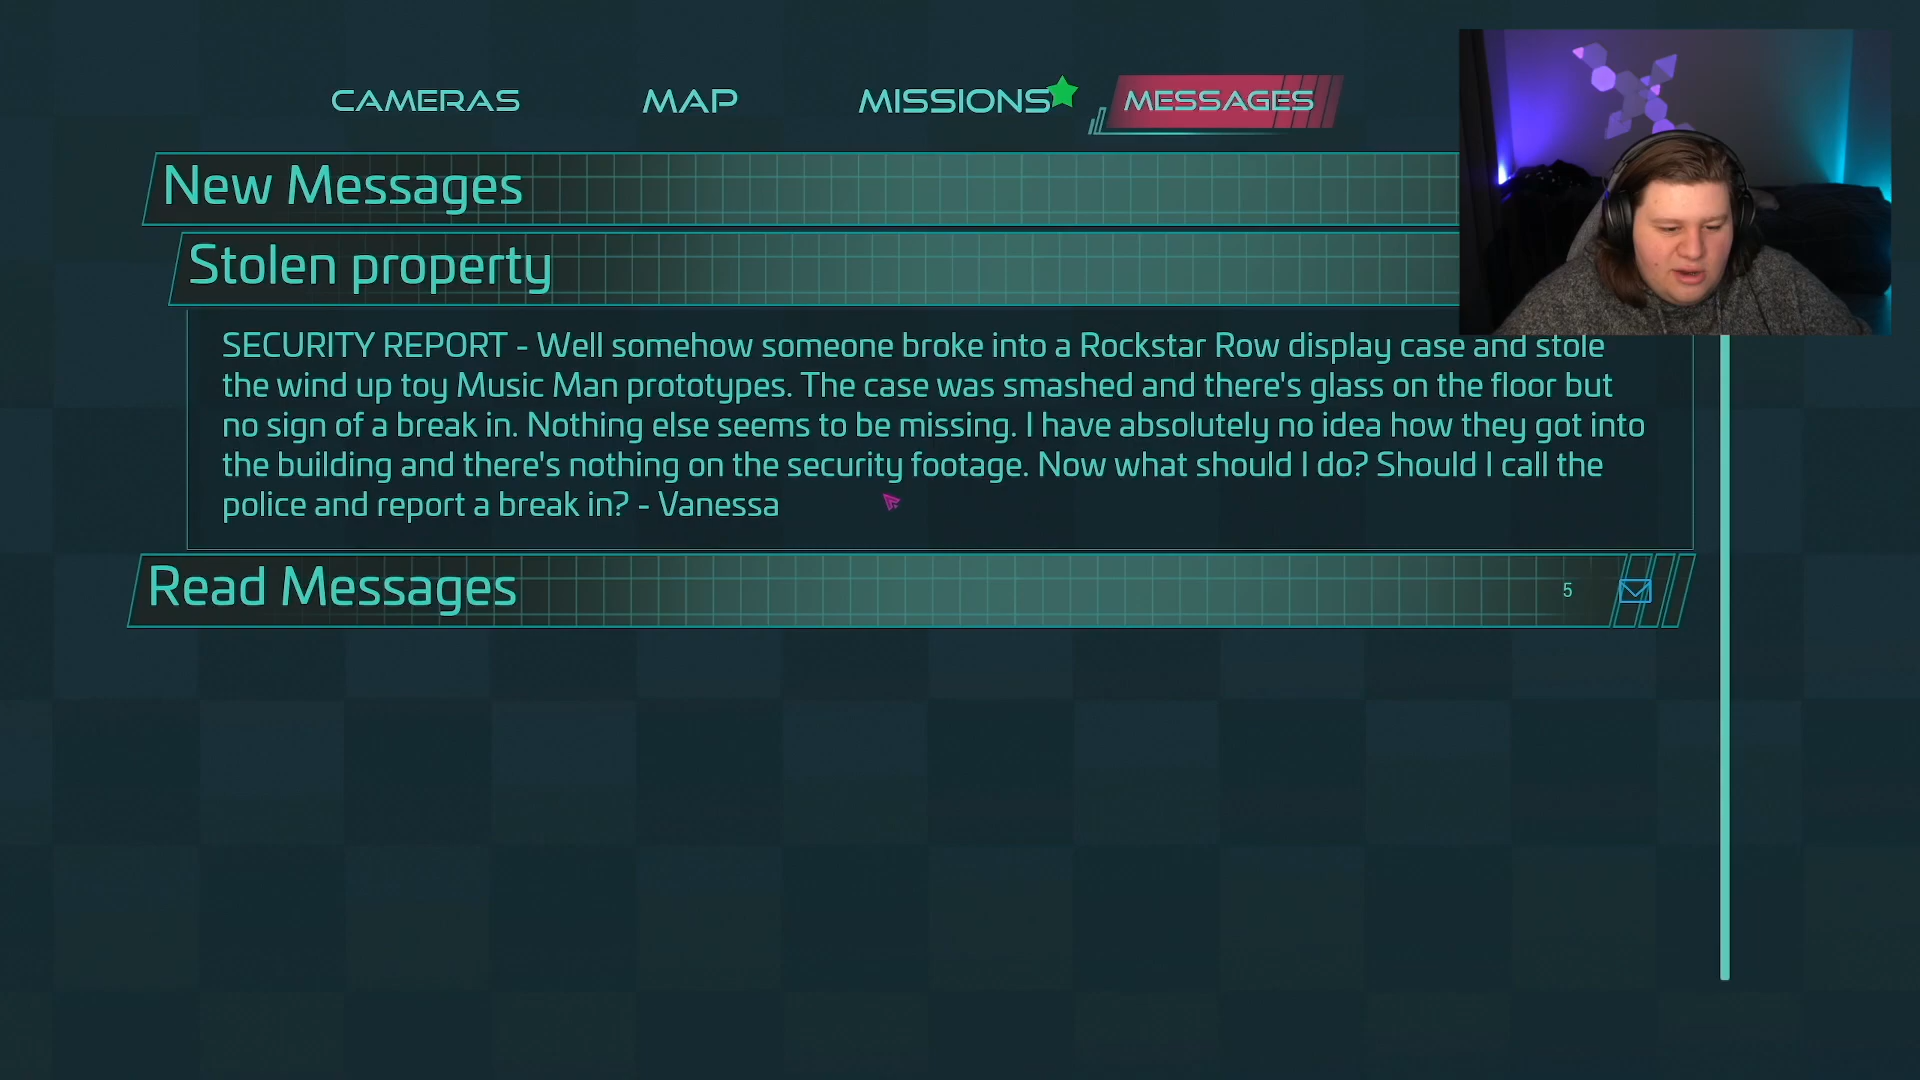 CAMERAS MAP MISSIONS MESSAGES
New Messages
Stolen property
SECURITY REPORT - Well somehow someone broke into a Rockstar Row display case and stole
the wind up toy Music Man prototypes. The case was smashed and there's glass on the floor but
no sign of a break in. Nothing else seems to be missing. I have absolutely no idea how they got into
the building and there's nothing on the security footage. Now what should I do? Should I call the
police and report a break in? - Vanessa
Read Messages 5